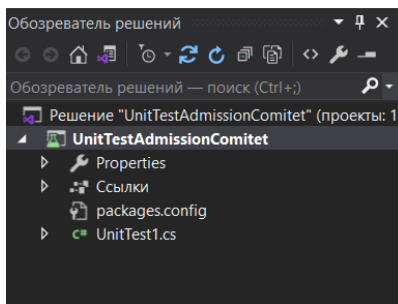 Обозреватель решений
Обозреватель решений — поиск (Ctrl+;)
Решение "UnitTestAdmissionComitet" (проекты: 1
UnitTestAdmissionComitet
Properties
Ссылки
packages.config
C# UnitTest1.cs